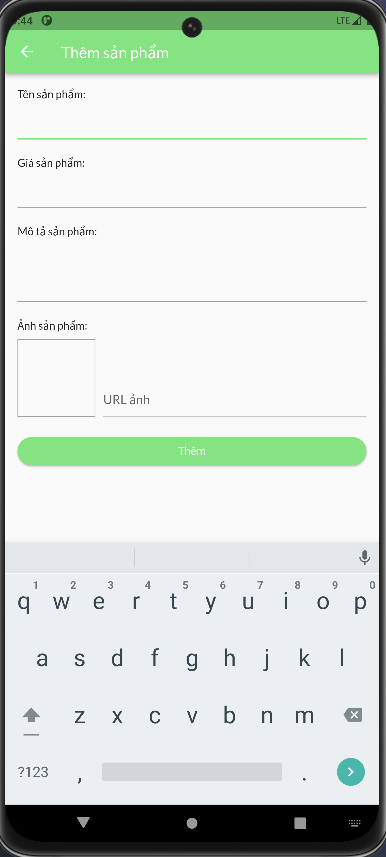 :44 LTE
Thêm sản phẩm
Tên sản phẩm:
Giá sản phẩm:
Mô tả sản phẩm:
Ảnh sản phẩm:
URL ảnh
Thêm
1 2 3 4 5 6 7 8 9 0
q w e r t y u i o p
a s d f g h j k l
z x c v b n m
?123 , .